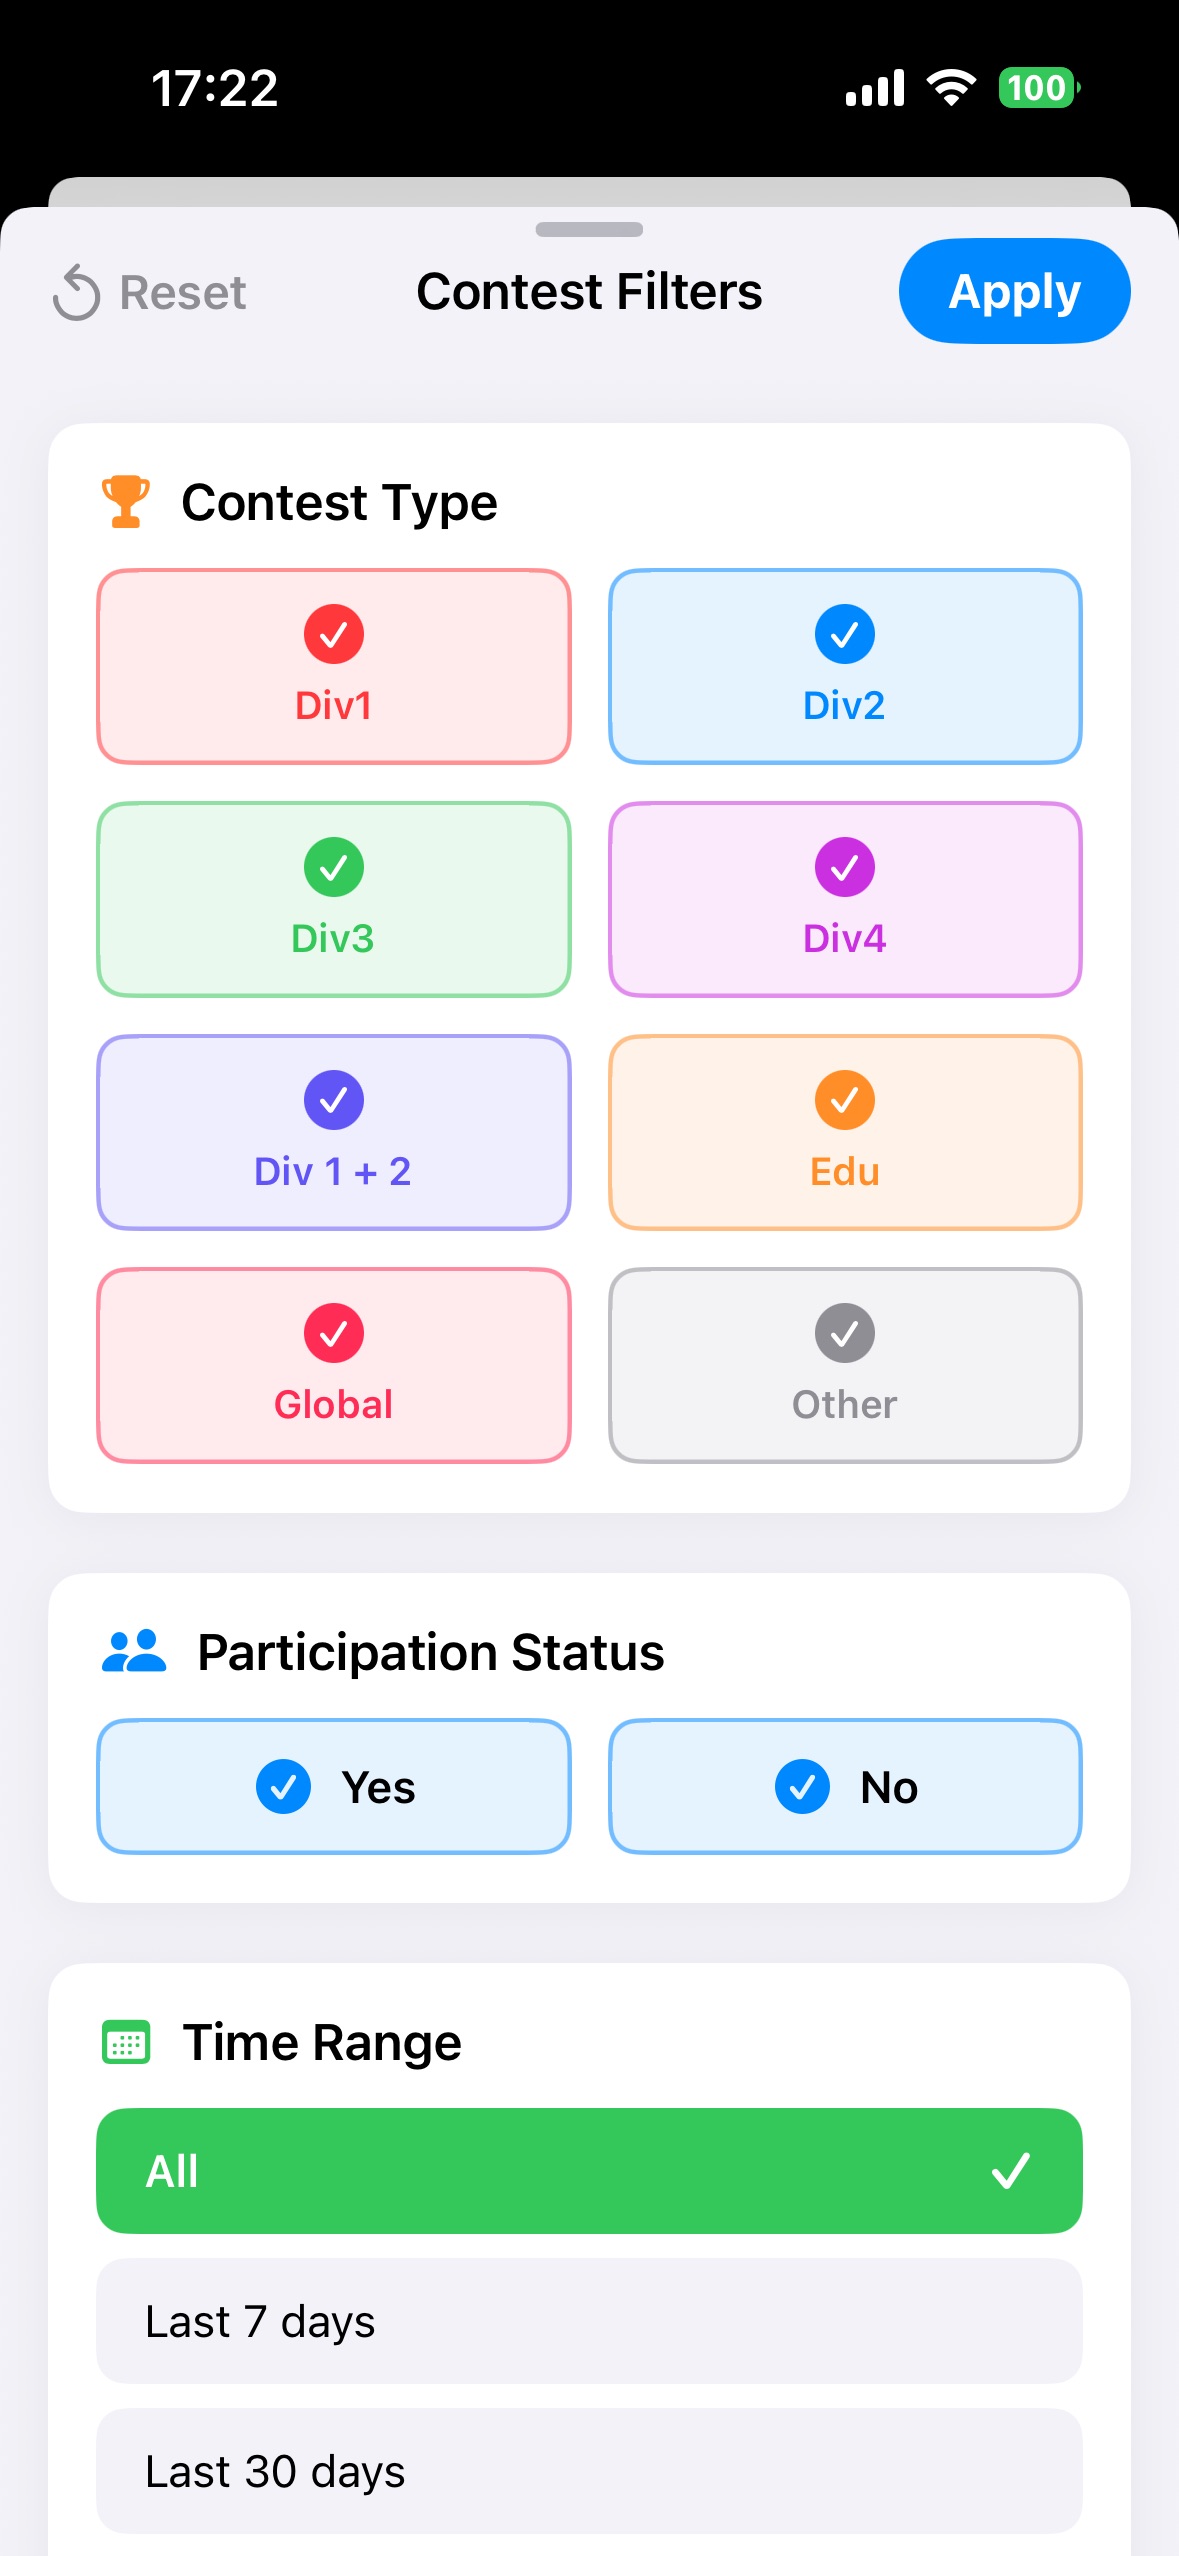 17:22
100
Reset
Contest Filters
Apply
Contest Type
Div1
Div2
Div3
Div4
Div 1 + 2
Edu
Global
Other
Participation Status
Yes
No
Time Range
All
Last 7 days
Last 30 days